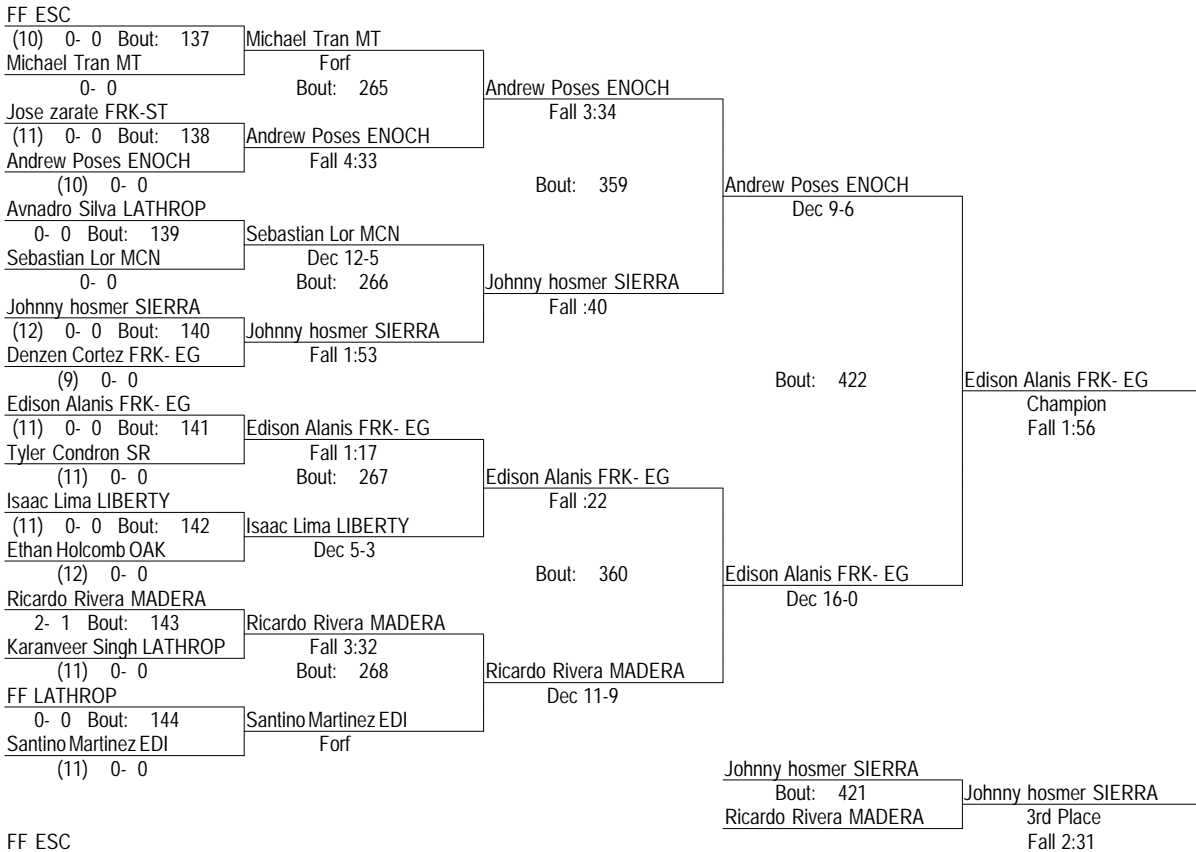 FF ESC
(10) 0- 0 Bout: 137 Michael Tran MT
Michael Tran MT Forf
0- 0 Bout: 265 Andrew Poses ENOCH
Jose zarate FRK-ST Fall 3:34
(11) 0- 0 Bout: 138 Andrew Poses ENOCH
Andrew Poses ENOCH Fall 4:33
(10) 0- 0 Bout: 359 Andrew Poses ENOCH
Avnadro Silva LATHROP Dec 9-6
0- 0 Bout: 139 Sebastian Lor MCN
Sebastian Lor MCN Dec 12-5
0- 0 Bout: 266 Johnny hosmer SIERRA
Johnny hosmer SIERRA Fall :40
(12) 0- 0 Bout: 140 Johnny hosmer SIERRA
Denzen Cortez FRK- EG Fall 1:53
(9) 0- 0 Bout: 422 Edison Alanis FRK- EG
Edison Alanis FRK- EG Champion
(11) 0- 0 Bout: 141 Edison Alanis FRK- EG Fall 1:56
Tyler Condron SR Fall 1:17
(11) 0- 0 Bout: 267 Edison Alanis FRK- EG
Isaac Lima LIBERTY Fall :22
(11) 0- 0 Bout: 142 Isaac Lima LIBERTY
Ethan Holcomb OAK Dec 5-3
(12) 0- 0 Bout: 360 Edison Alanis FRK- EG
Ricardo Rivera MADERA Dec 16-0
2- 1 Bout: 143 Ricardo Rivera MADERA
Karanveer Singh LATHROP Fall 3:32
(11) 0- 0 Bout: 268 Ricardo Rivera MADERA
FF LATHROP Dec 11-9
0- 0 Bout: 144 Santino Martinez EDI
Santino Martinez EDI Forf
(11) 0- 0 Johnny hosmer SIERRA
Bout: 421 Johnny hosmer SIERRA
Ricardo Rivera MADERA 3rd Place
FF ESC Fall 2:31